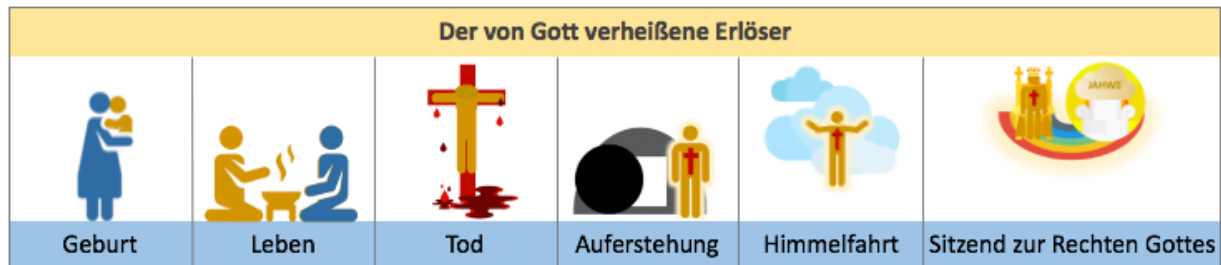 Der von Gott verheißene Erlöser
JAHWE
Geburt
Leben
Tod
Auferstehung
Himmelfahrt
Sitzend zur Rechten Gottes